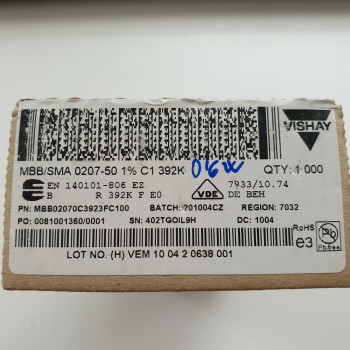 VISHAY
MBB/SMA 0207-50 1% C1 392K 06W QTY: 1 000
EN 140101-806 EZ 7933/10.74
B R 392K F E0 VDE DE BEH
PN: MBB02070C3923FC100 BATCH: 201004CZ REGION: 7032
PO: 0081001360/0001 SN: 402TGOIL9H DC: 1004
RoHS
e3 Pb-free
LOT NO. (H) VEM 10 04 2 0638 001